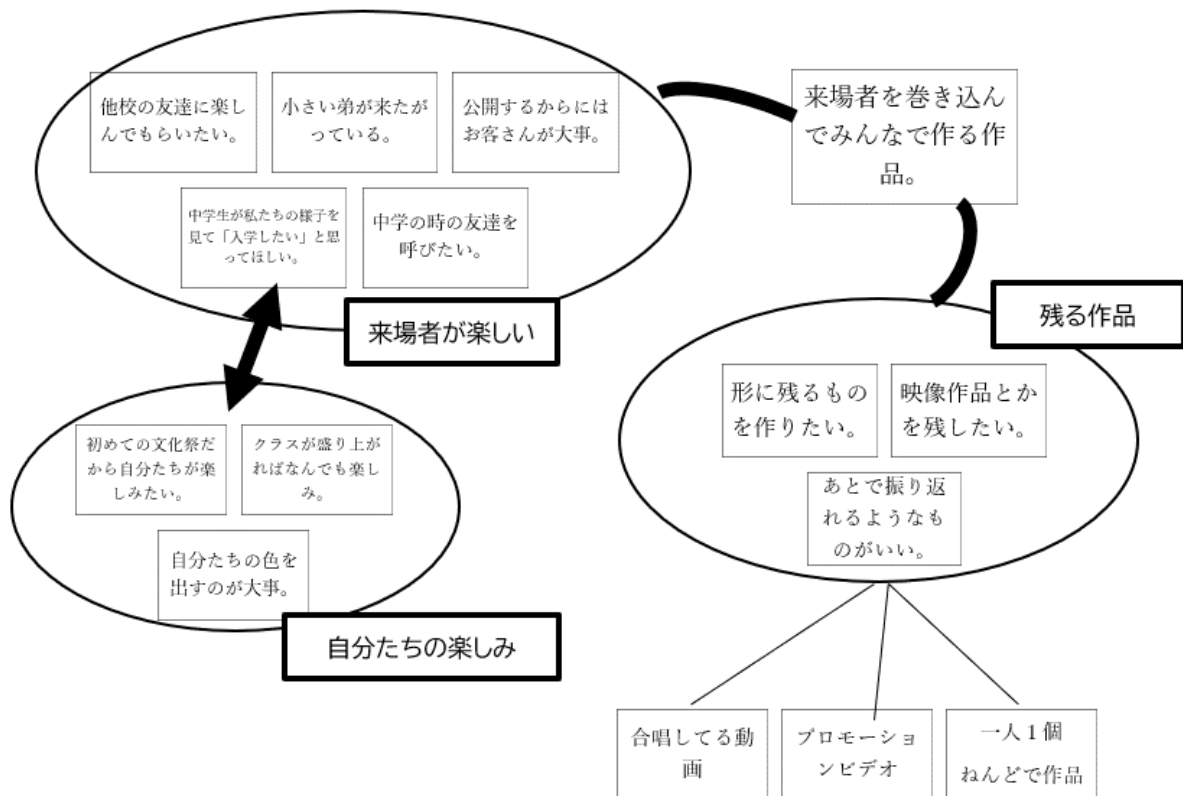 他校の友達に楽し
んでもらいたい。
小さい弟が来たが
っている。
公開するからには
お客さんが大事。
中学生が私たちの様子を
見て「入学したい」と思
ってほしい。
中学の時の友達を
呼びたい。
来場者が楽しい
来場者を巻き込ん
でみんなで作る作
品。
残る作品
形に残るもの
を作りたい。
映像作品とか
を残したい。
あとで振り返
れるようなも
のがいい。
初めての文化祭だ
から自分たちが楽
しみたい。
クラスが盛り上が
ればなんでも楽し
み。
自分たちの色を
出すのが大事。
自分たちの楽しみ
合唱してる動
画
プロモーショ
ンビデオ
一人１個
ねんどで作品